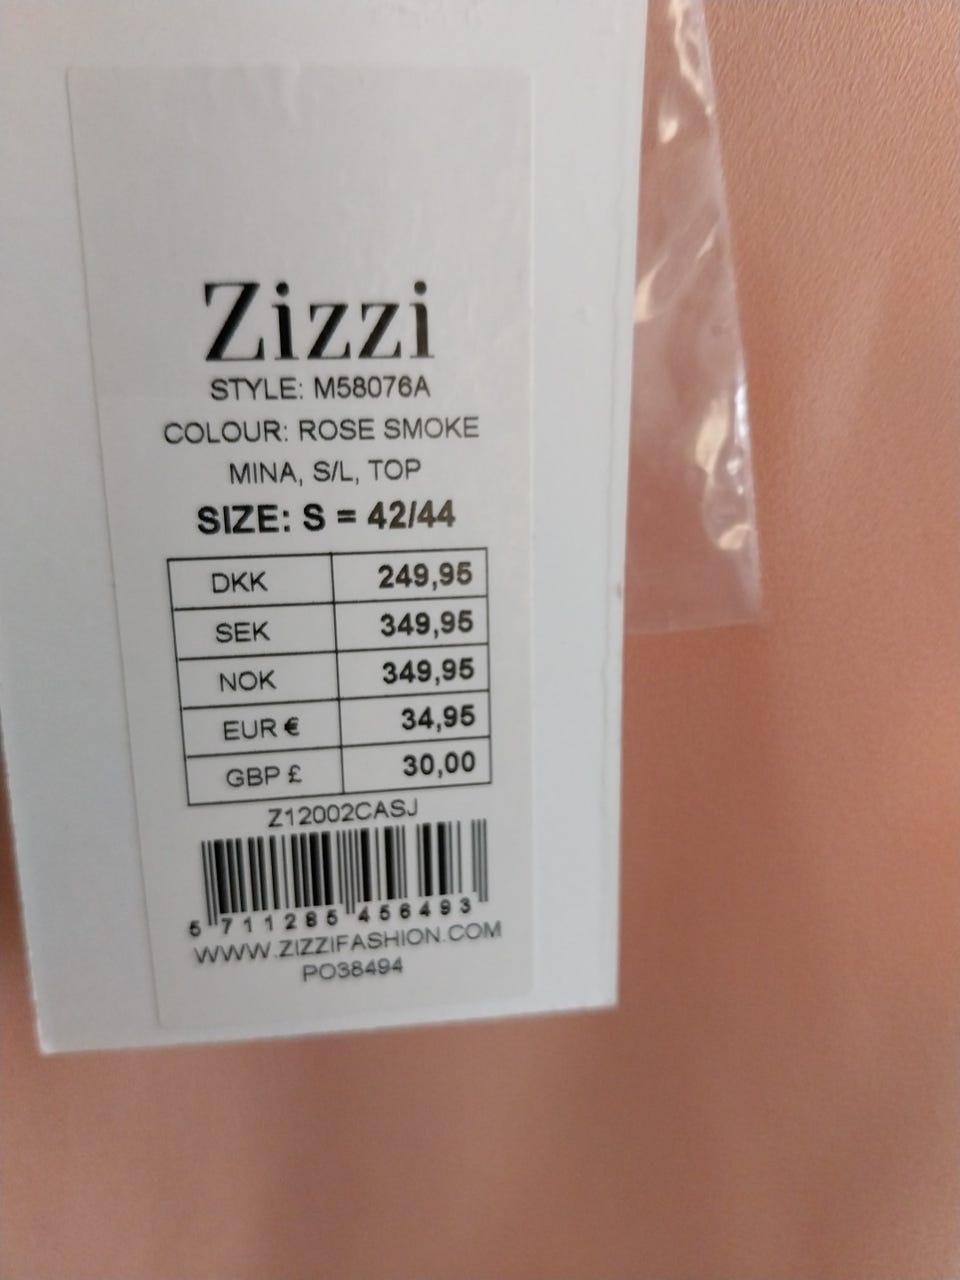 Zizzi
STYLE: M58076A
COLOUR: ROSE SMOKE
MINA, S/L, TOP
SIZE: S = 42/44
DKK 249,95
SEK 349,95
NOK 349,95
EUR € 34,95
GBP £ 30,00
Z12002CASJ
5 711285 456493
WWW.ZIZZIFASHION.COM
PO38494